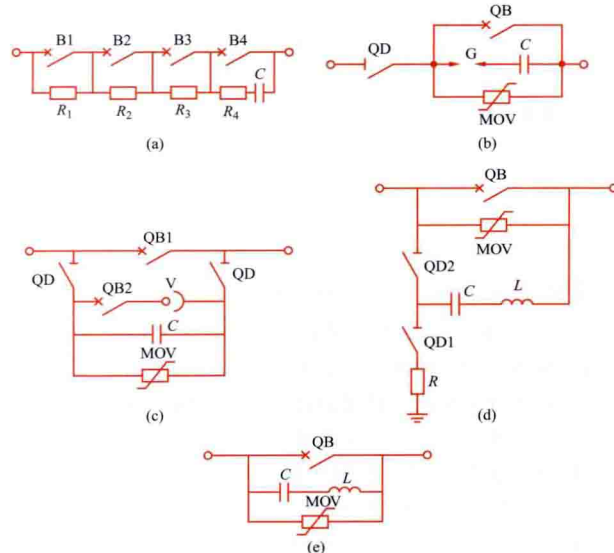 B1 B2 B3 B4
C
R₁ R₂ R₃ R₄
(a)
QB
QD G C
MOV
(b)
QB1
QD QB2 V QD
C
MOV
(c)
QB
MOV
QD2
C L
QD1
R
(d)
QB
C L
MOV
(e)